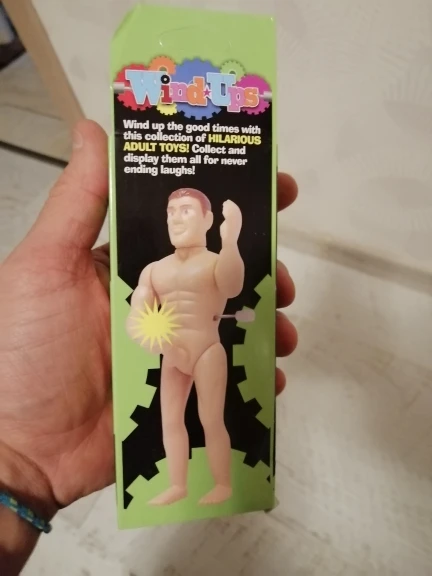 Wind-Ups
Wind up the good times with
this collection of HILARIOUS
ADULT TOYS! Collect and
display them all for never
ending laughs!